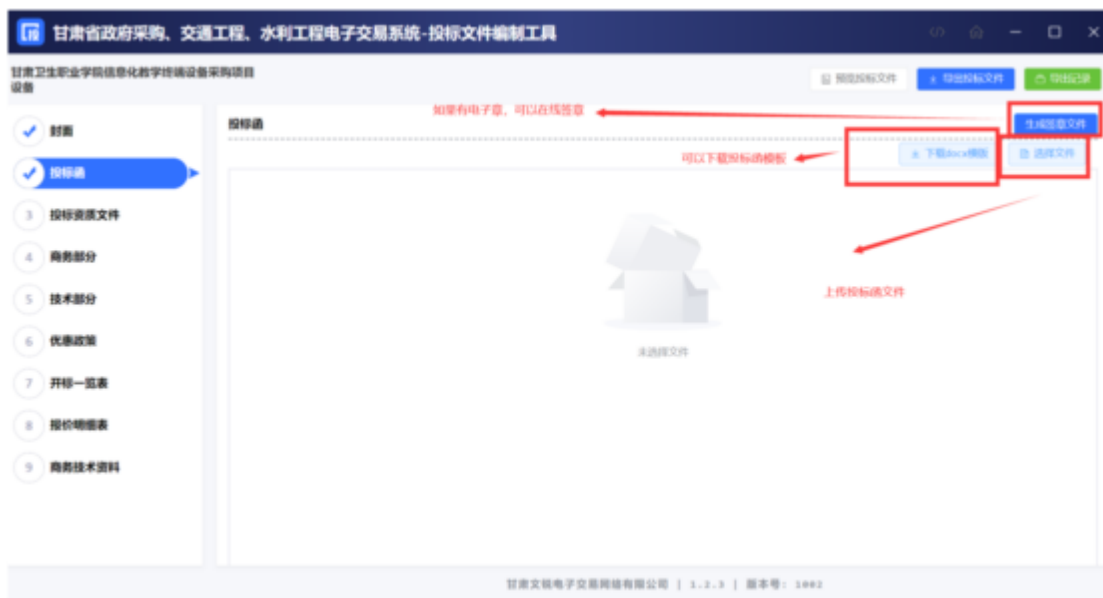 甘肃省政府采购、交通工程、水利工程电子交易系统-投标文件编制工具
甘肃卫生职业学院信息化教学终端设备采购项目
设备
预览投标文件
导出投标文件
导出记录
封面
投标函
如果有电子章，可以在线签章
生成签章文件
可以下载投标函模板
下载docx模版
选择文件
投标函
3 投标资质文件
4 商务部分
5 技术部分
上传投标函文件
6 优惠政策
未选择文件
7 开标一览表
8 报价明细表
9 商务技术资料
甘肃文锐电子交易网络有限公司 | 1.2.3 | 版本号: 1002